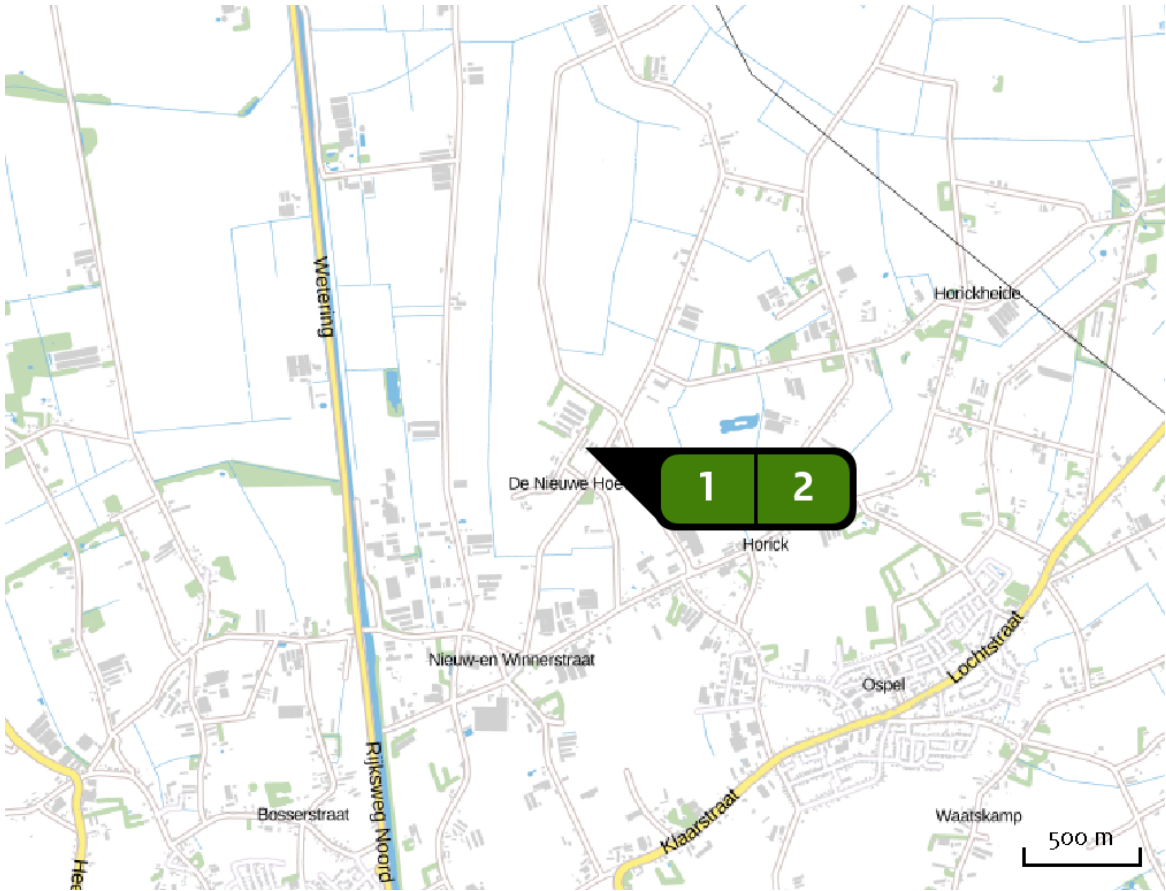 Wetering
Horickheide
De Nieuwe Hoe
1
2
Horick
Nieuw-en Winnerstraat
Lochtstraat
Ospel
Rijksweg Noord
Klaarstraat
Bosserstraat
Waatskamp
500 m
Hee